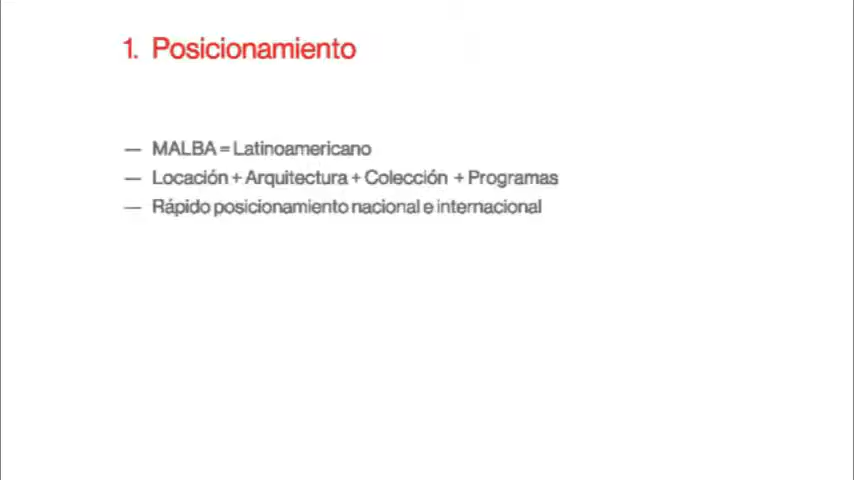 1. Posicionamiento
— MALBA = Latinoamericano
— Locación + Arquitectura + Colección + Programas
— Rápido posicionamiento nacional e internacional